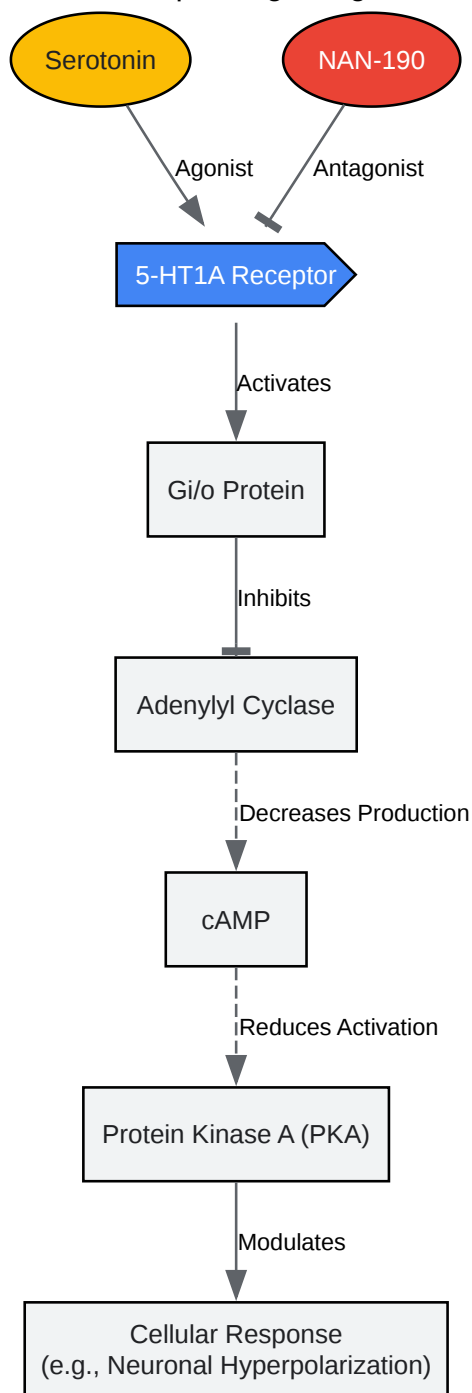 Serotonin
NAN-190
Agonist
Antagonist
5-HT1A Receptor
Activates
Gi/o Protein
Inhibits
Adenylyl Cyclase
Decreases Production
cAMP
Reduces Activation
Protein Kinase A (PKA)
Modulates
Cellular Response
(e.g., Neuronal Hyperpolarization)